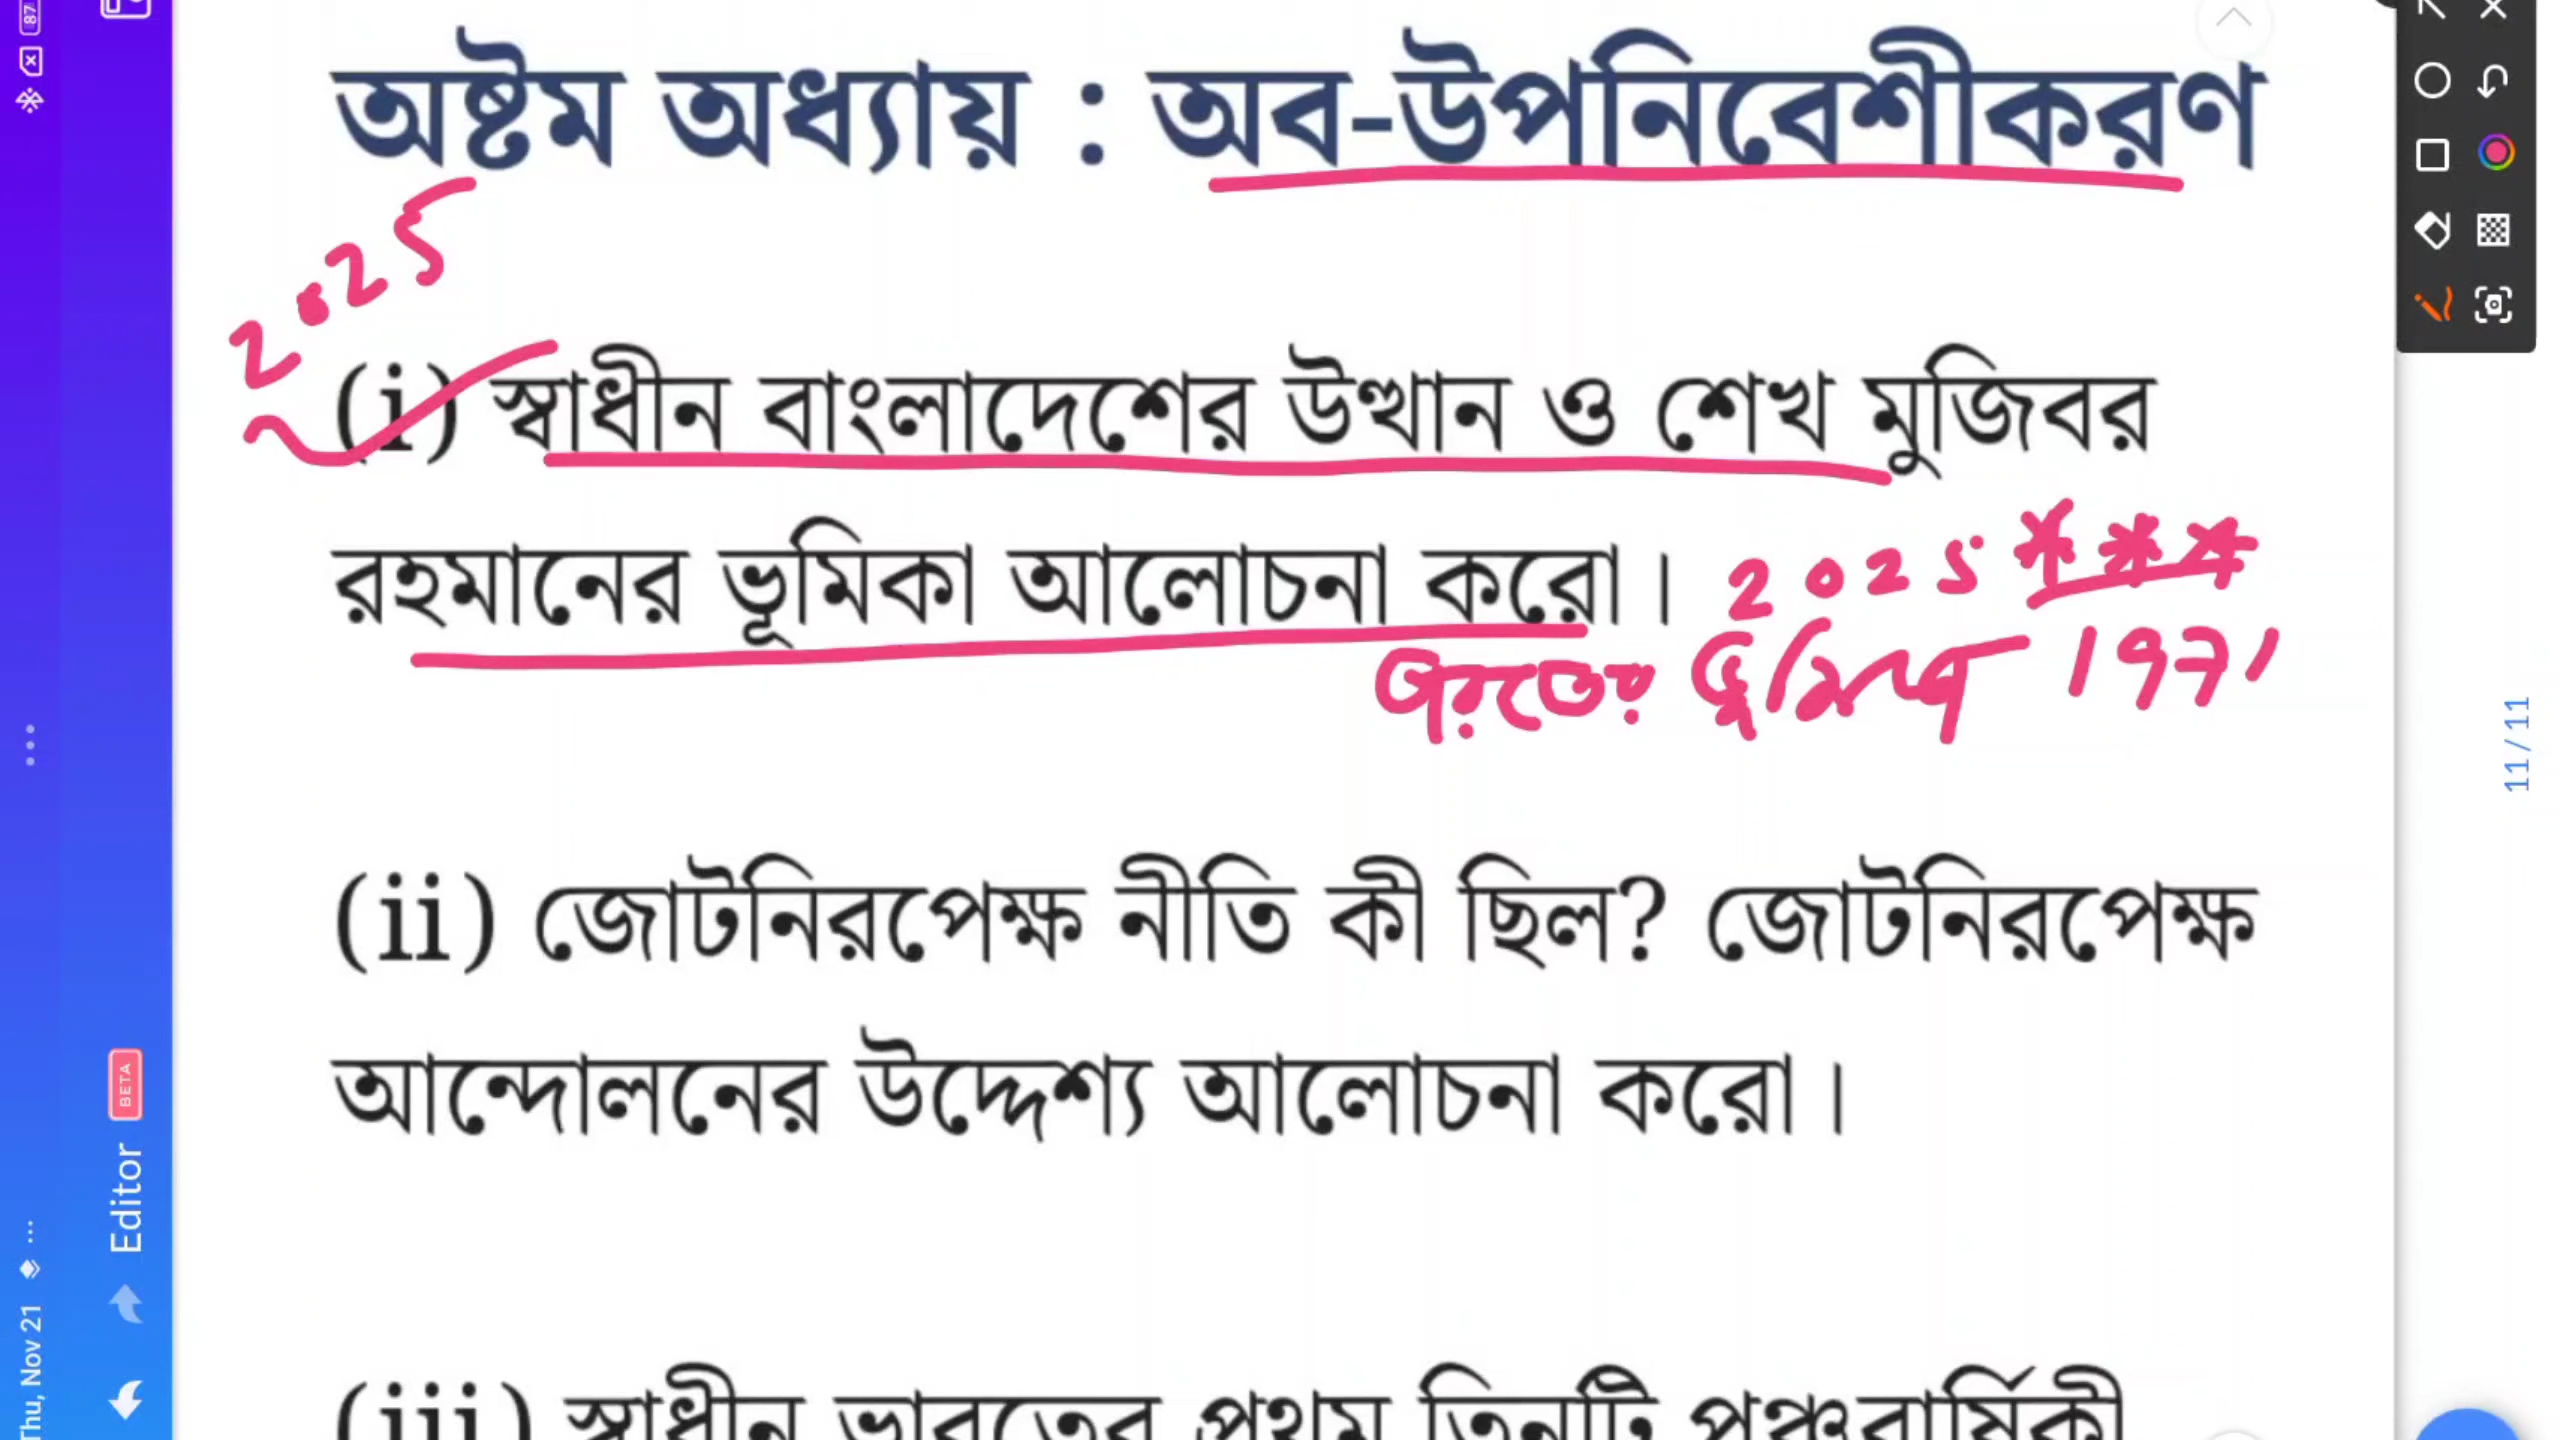 অষ্টম অধ্যায় : অব-উপনিবেশীকরণ
2025
(i) স্বাধীন বাংলাদেশের উত্থান ও শেখ মুজিবর
রহমানের ভূমিকা আলোচনা করো। 2025 ***
1971
(ii) জোটনিরপেক্ষ নীতি কী ছিল? জোটনিরপেক্ষ
আন্দোলনের উদ্দেশ্য আলোচনা করো।
(iii) স্বাধীন ভারতের প্রথম তিনটি পঞ্চবার্ষিকী
Thu, Nov 21
Editor BETA
87
11/11